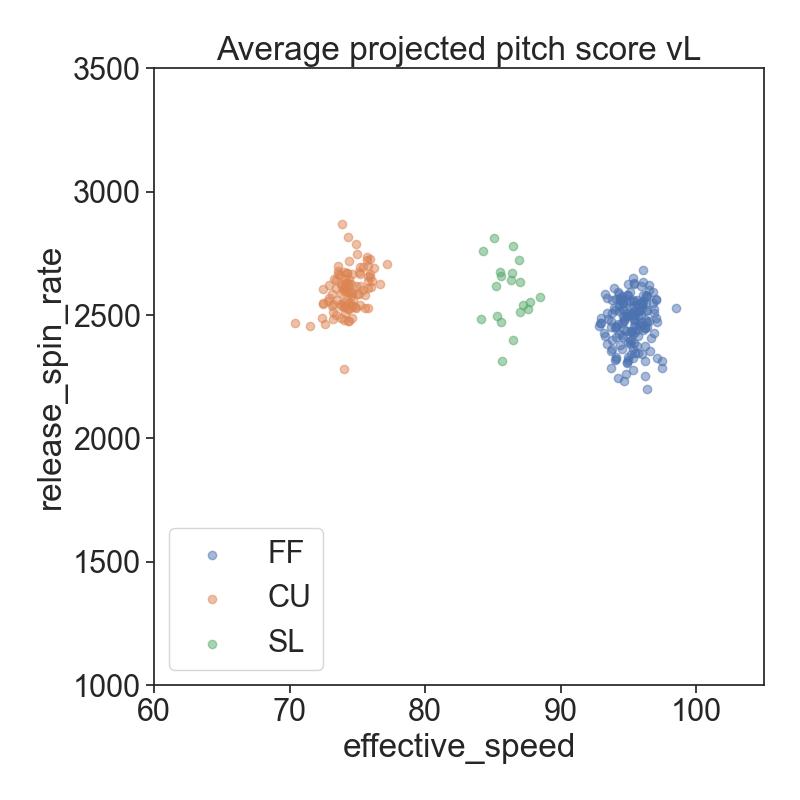 Average projected pitch score vL
3500
3000
2500
2000
1500
1000
release_spin_rate
FF
CU
SL
60 70 80 90 100
effective_speed